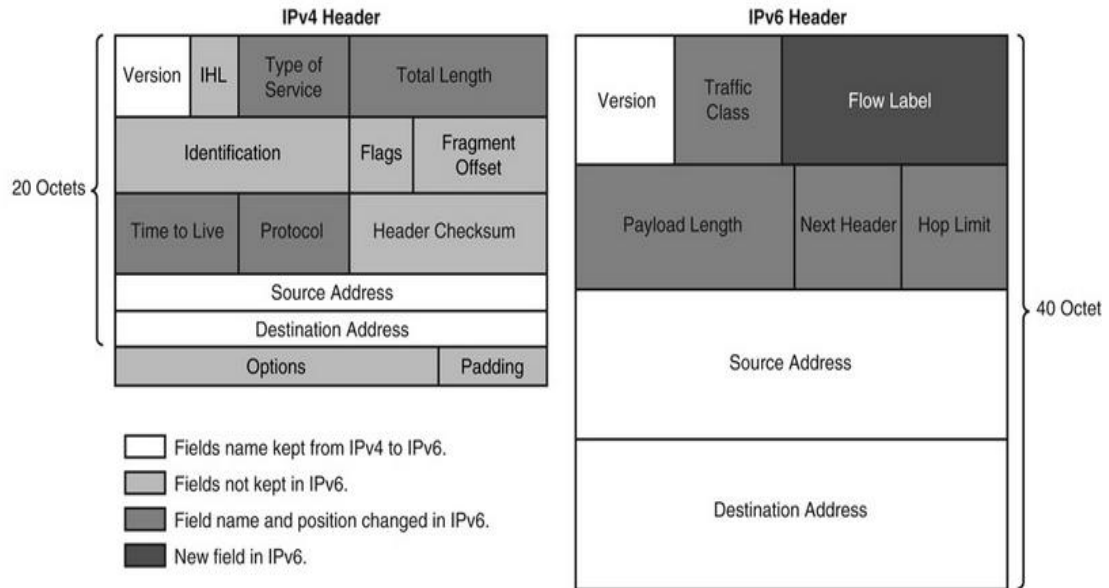 IPv4 Header
Version
IHL
Type of
Service
Total Length
Identification
Flags
Fragment
Offset
20 Octets
Time to Live
Protocol
Header Checksum
Source Address
Destination Address
Options
Padding
Fields name kept from IPv4 to IPv6.
Fields not kept in IPv6.
Field name and position changed in IPv6.
New field in IPv6.
IPv6 Header
Version
Traffic
Class
Flow Label
Payload Length
Next Header
Hop Limit
40 Octet
Source Address
Destination Address